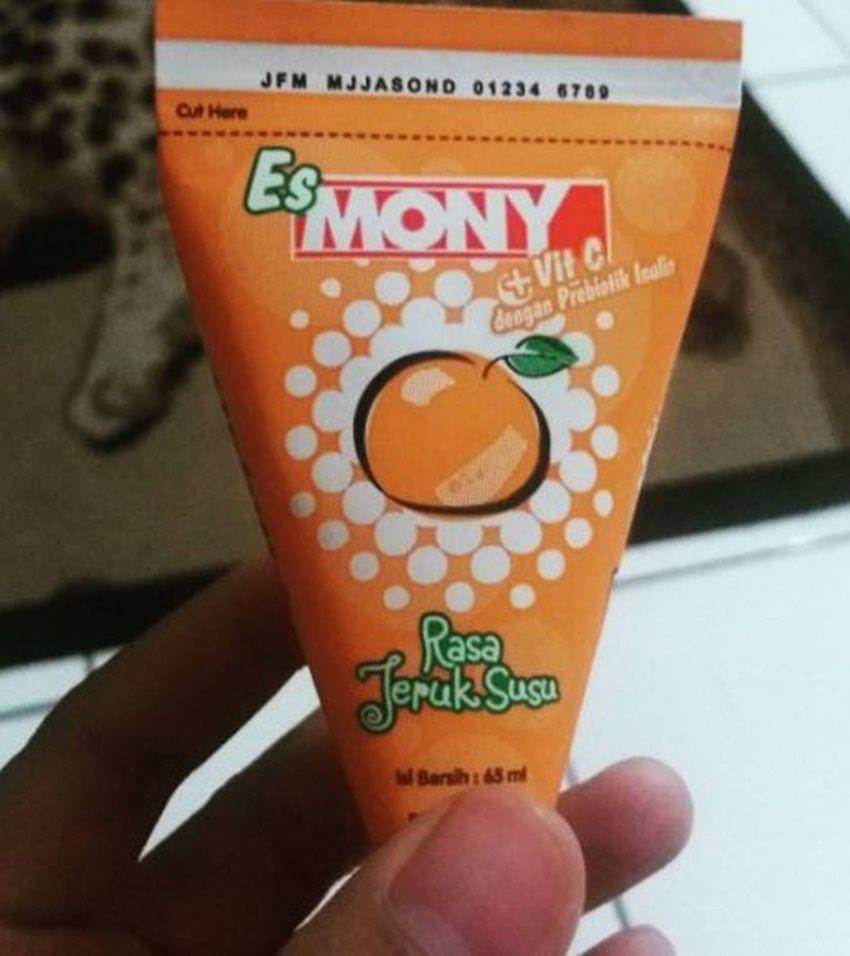 JFM MJJASOND 01234 6789
Cut Here
Es
MONY
+ Vit C
dengan Prebiotik Inulin
Rasa
Jeruk Susu
Isi Bersih : 65 ml